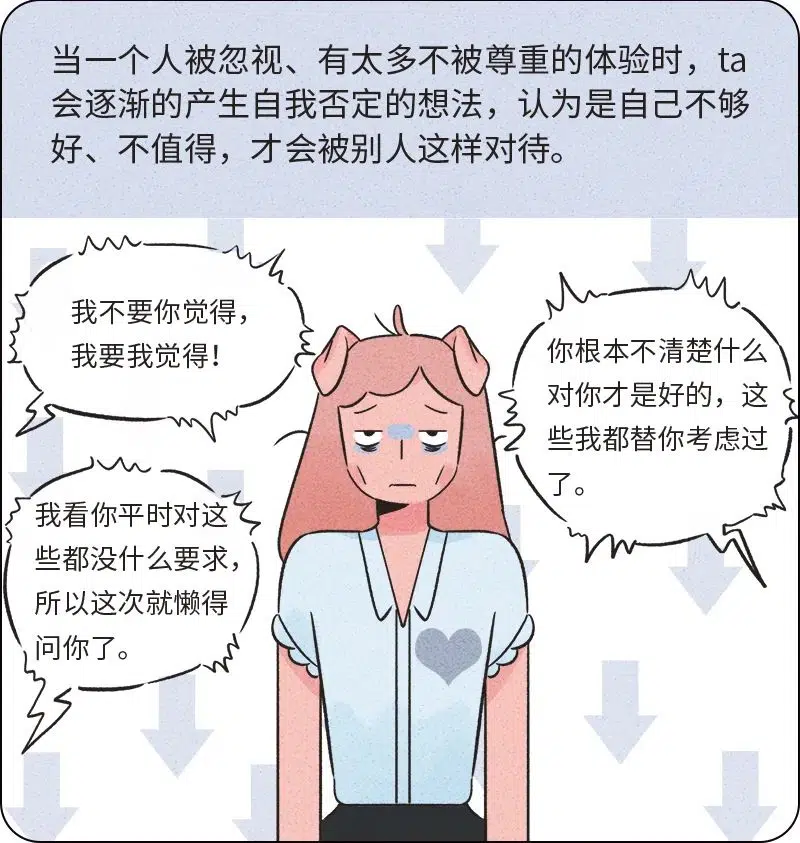 当一个人被忽视、有太多不被尊重的体验时，ta
会逐渐的产生自我否定的想法，认为是自己不够
好、不值得，才会被别人这样对待。
我不要你觉得，
我要我觉得！
你根本不清楚什么
对你才是好的，这
些我都替你考虑过
了。
我看你平时对这
些都没什么要求，
所以这次就懒得
问你了。